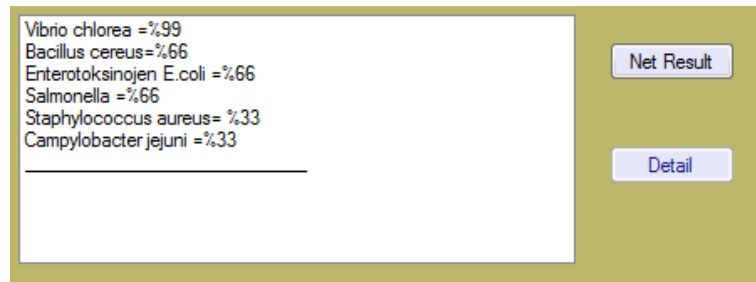 Vibrio chlorea =%99
Bacillus cereus=%66
Enterotoksinojen E.coli =%66
Salmonella =%66
Staphylococcus aureus= %33
Campylobacter jejuni =%33
Net Result
Detail